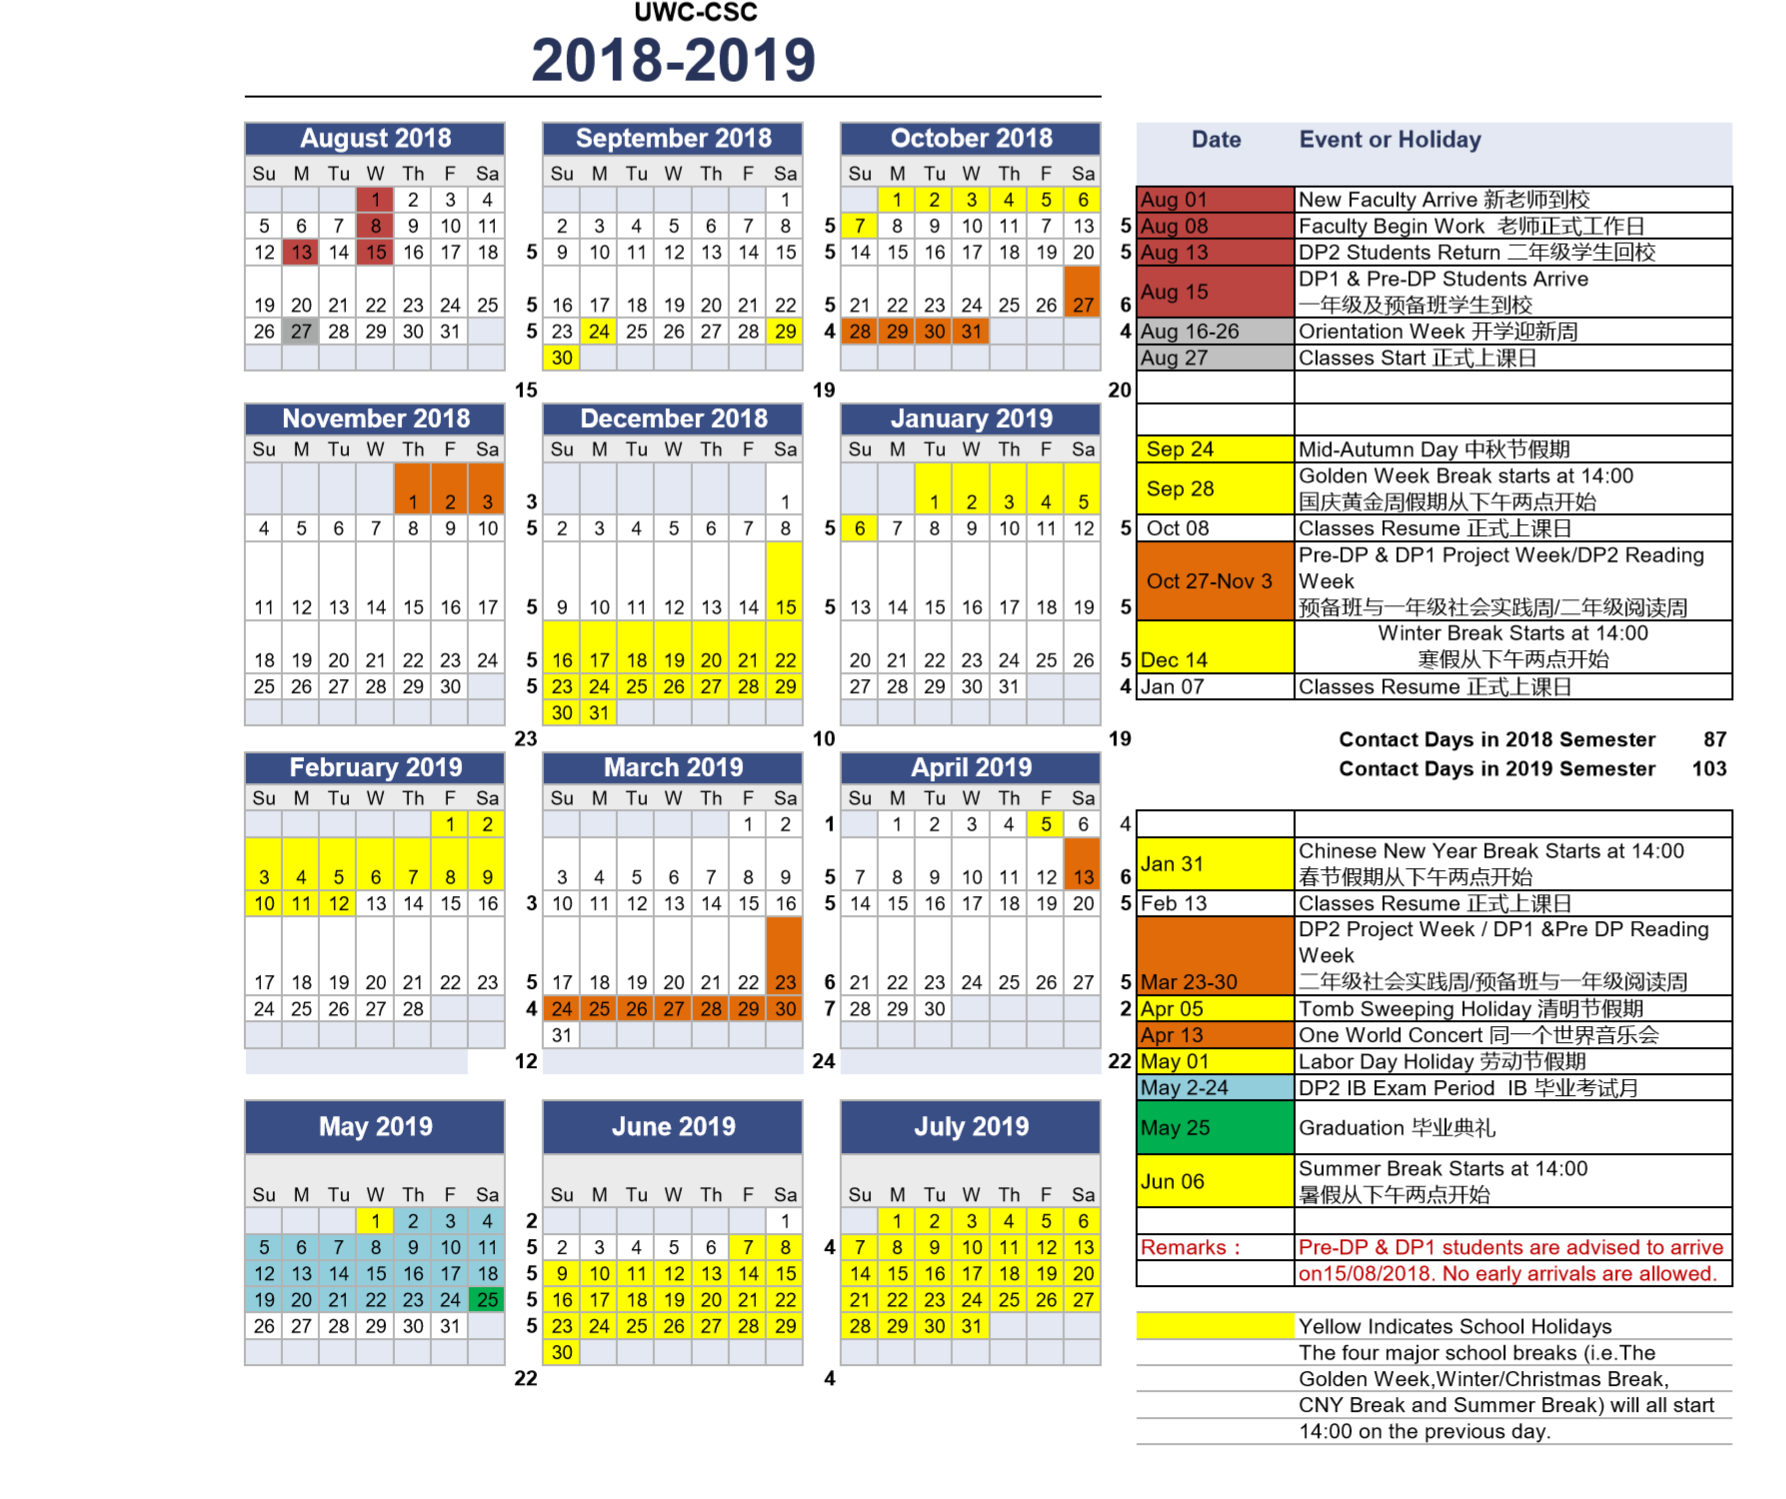 UWC-CSC
2018-2019
August 2018
Su M Tu W Th F Sa
1 2 3 4
5 6 7 8 9 10 11
12 13 14 15 16 17 18 5
19 20 21 22 23 24 25 5
26 27 28 29 30 31 5
15
September 2018
Su M Tu W Th F Sa
1
2 3 4 5 6 7 8 5
9 10 11 12 13 14 15 5
16 17 18 19 20 21 22 5
23 24 25 26 27 28 29 4
30
19
October 2018
Su M Tu W Th F Sa
1 2 3 4 5 6
7 8 9 10 11 7 13 5
14 15 16 17 18 19 20 5
21 22 23 24 25 26 27 6
28 29 30 31 4
20
November 2018
Su M Tu W Th F Sa
1 2 3 3
4 5 6 7 8 9 10 5
11 12 13 14 15 16 17 5
18 19 20 21 22 23 24 5
25 26 27 28 29 30 5
23
December 2018
Su M Tu W Th F Sa
1
2 3 4 5 6 7 8 5
9 10 11 12 13 14 15 5
16 17 18 19 20 21 22
23 24 25 26 27 28 29
30 31
10
January 2019
Su M Tu W Th F Sa
1 2 3 4 5
6 7 8 9 10 11 12 5
13 14 15 16 17 18 19 5
20 21 22 23 24 25 26 5
27 28 29 30 31 4
19
February 2019
Su M Tu W Th F Sa
1 2
3 4 5 6 7 8 9
10 11 12 13 14 15 16 3
17 18 19 20 21 22 23 5
24 25 26 27 28 4
12
March 2019
Su M Tu W Th F Sa
1 2 1
3 4 5 6 7 8 9 5
10 11 12 13 14 15 16 5
17 18 19 20 21 22 23 6
24 25 26 27 28 29 30 7
31
24
April 2019
Su M Tu W Th F Sa
1 2 3 4 5 6 4
7 8 9 10 11 12 13 6
14 15 16 17 18 19 20 5
21 22 23 24 25 26 27 5
28 29 30 2
22
May 2019
Su M Tu W Th F Sa
1 2 3 4 2
5 6 7 8 9 10 11 5
12 13 14 15 16 17 18 5
19 20 21 22 23 24 25 5
26 27 28 29 30 31 5
22
June 2019
Su M Tu W Th F Sa
1
2 3 4 5 6 7 8 4
9 10 11 12 13 14 15
16 17 18 19 20 21 22
23 24 25 26 27 28 29
30
4
July 2019
Su M Tu W Th F Sa
1 2 3 4 5 6
7 8 9 10 11 12 13
14 15 16 17 18 19 20
21 22 23 24 25 26 27
28 29 30 31
Date Event or Holiday
Aug 01 New Faculty Arrive 新老师到校
Aug 08 Faculty Begin Work 老师正式工作日
Aug 13 DP2 Students Return 二年级学生回校
Aug 15 DP1 & Pre-DP Students Arrive
一年级及预备班学生到校
Aug 16-26 Orientation Week 开学迎新周
Aug 27 Classes Start 正式上课日
Sep 24 Mid-Autumn Day 中秋节假期
Sep 28 Golden Week Break starts at 14:00
国庆黄金周假期从下午两点开始
Oct 08 Classes Resume 正式上课日
Oct 27-Nov 3 Pre-DP & DP1 Project Week/DP2 Reading
Week
预备班与一年级社会实践周/二年级阅读周
Dec 14 Winter Break Starts at 14:00
寒假从下午两点开始
Jan 07 Classes Resume 正式上课日
Contact Days in 2018 Semester 87
Contact Days in 2019 Semester 103
Jan 31 Chinese New Year Break Starts at 14:00
春节假期从下午两点开始
Feb 13 Classes Resume 正式上课日
Mar 23-30 DP2 Project Week / DP1 &Pre DP Reading
Week
二年级社会实践周/预备班与一年级阅读周
Apr 05 Tomb Sweeping Holiday 清明节假期
Apr 13 One World Concert 同一个世界音乐会
May 01 Labor Day Holiday 劳动节假期
May 2-24 DP2 IB Exam Period IB 毕业考试月
May 25 Graduation 毕业典礼
Jun 06 Summer Break Starts at 14:00
暑假从下午两点开始
Remarks : Pre-DP & DP1 students are advised to arrive
on15/08/2018. No early arrivals are allowed.
Yellow Indicates School Holidays
The four major school breaks (i.e.The
Golden Week,Winter/Christmas Break,
CNY Break and Summer Break) will all start
14:00 on the previous day.